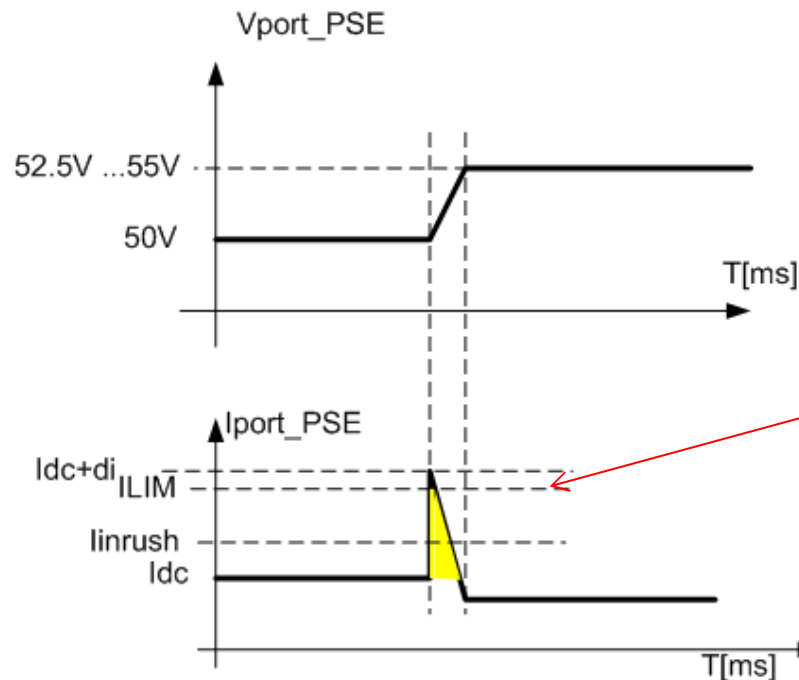 Vport_PSE
52.5V ...55V
50V
T[ms]
Iport_PSE
Idc+di
ILIM
Iinrush
Idc
T[ms]